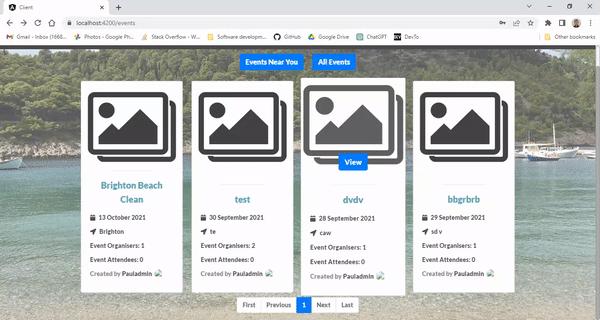 Client
localhost:4200/events
Gmail - Inbox (1666...
Photos - Google Ph...
Stack Overflow - W...
Software developm...
GitHub
Google Drive
ChatGPT
DevTo
Other bookmarks
Events Near You
All Events
View
Brighton Beach
Clean
13 October 2021
Brighton
Event Organisers: 1
Event Attendees: 0
Created by Pauladmin
test
30 September 2021
te
Event Organisers: 2
Event Attendees: 0
Created by Pauladmin
dvdv
28 September 2021
caw
Event Organisers: 1
Event Attendees: 0
Created by Pauladmin
bbgrbrb
29 September 2021
sd v
Event Organisers: 1
Event Attendees: 0
Created by Pauladmin
First Previous 1 Next Last